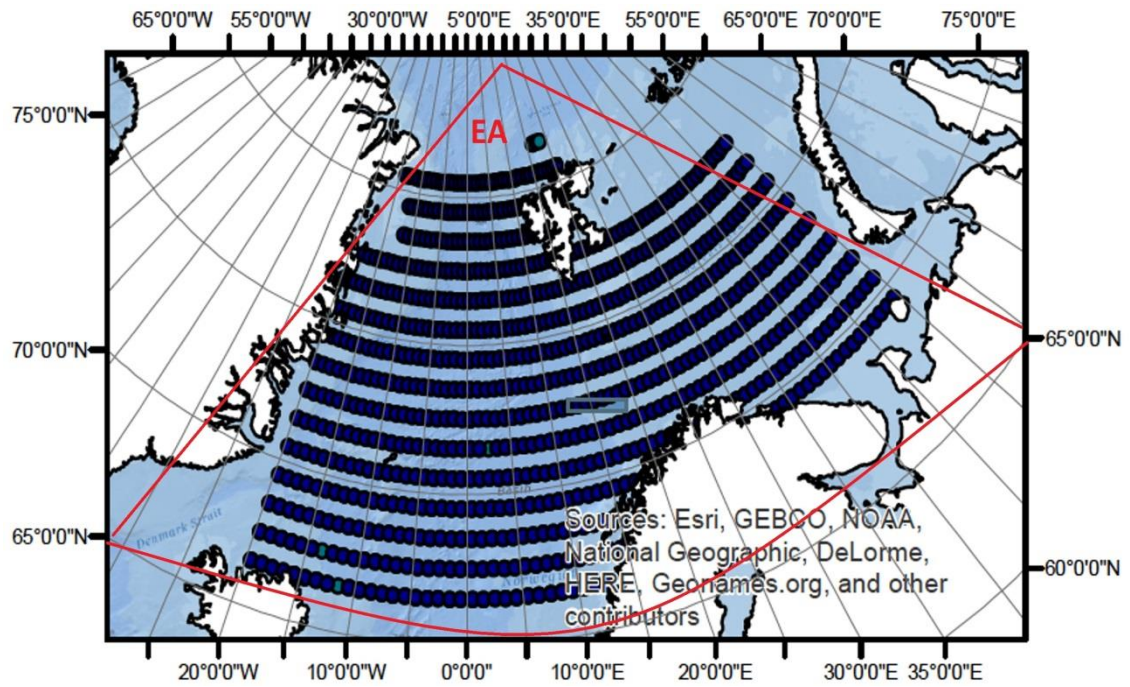 65°0'0"W 55°0'0"W 30°0'0"W 5°0'0"E 35°0'0"E 55°0'0"E 65°0'0"E 70°0'0"E 75°0'0"E
75°0'0"N
EA
70°0'0"N
65°0'0"N
65°0'0"N
Denmark Strait
Basin
Norwegi
60°0'0"N
Sources: Esri, GEBCO, NOAA,
National Geographic, DeLorme,
HERE, Geonames.org, and other
contributors
20°0'0"W 10°0'0"W 0°0'0" 10°0'0"E 20°0'0"E 30°0'0"E 35°0'0"E